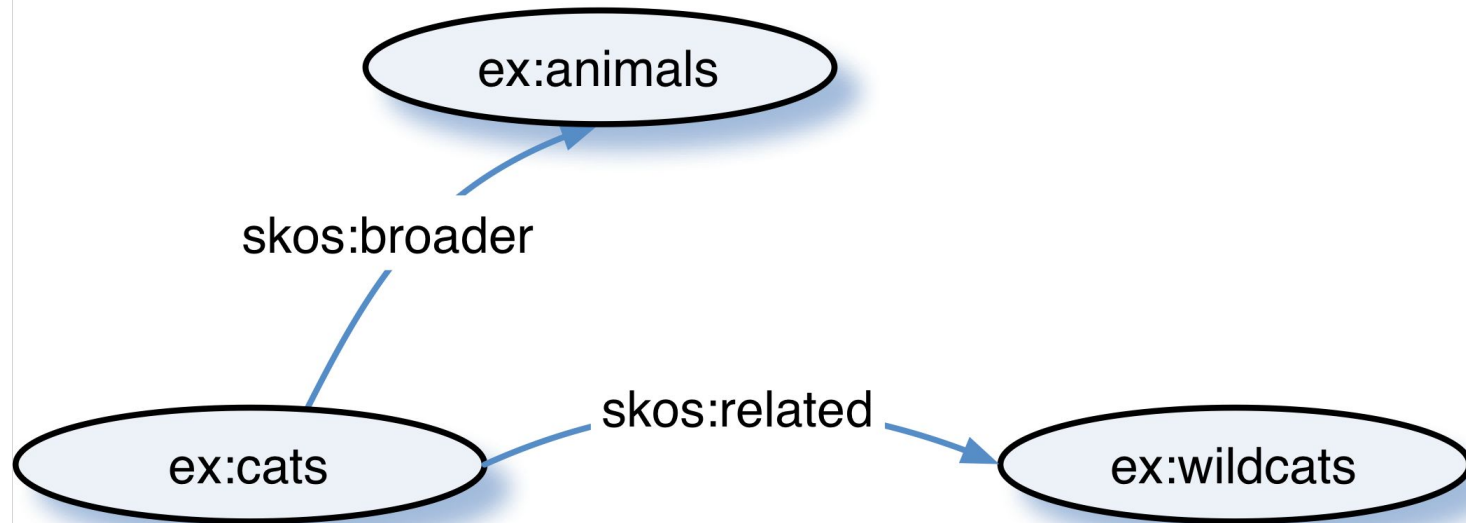 ex:animals
skos:broader
skos:related
ex:cats
ex:wildcats